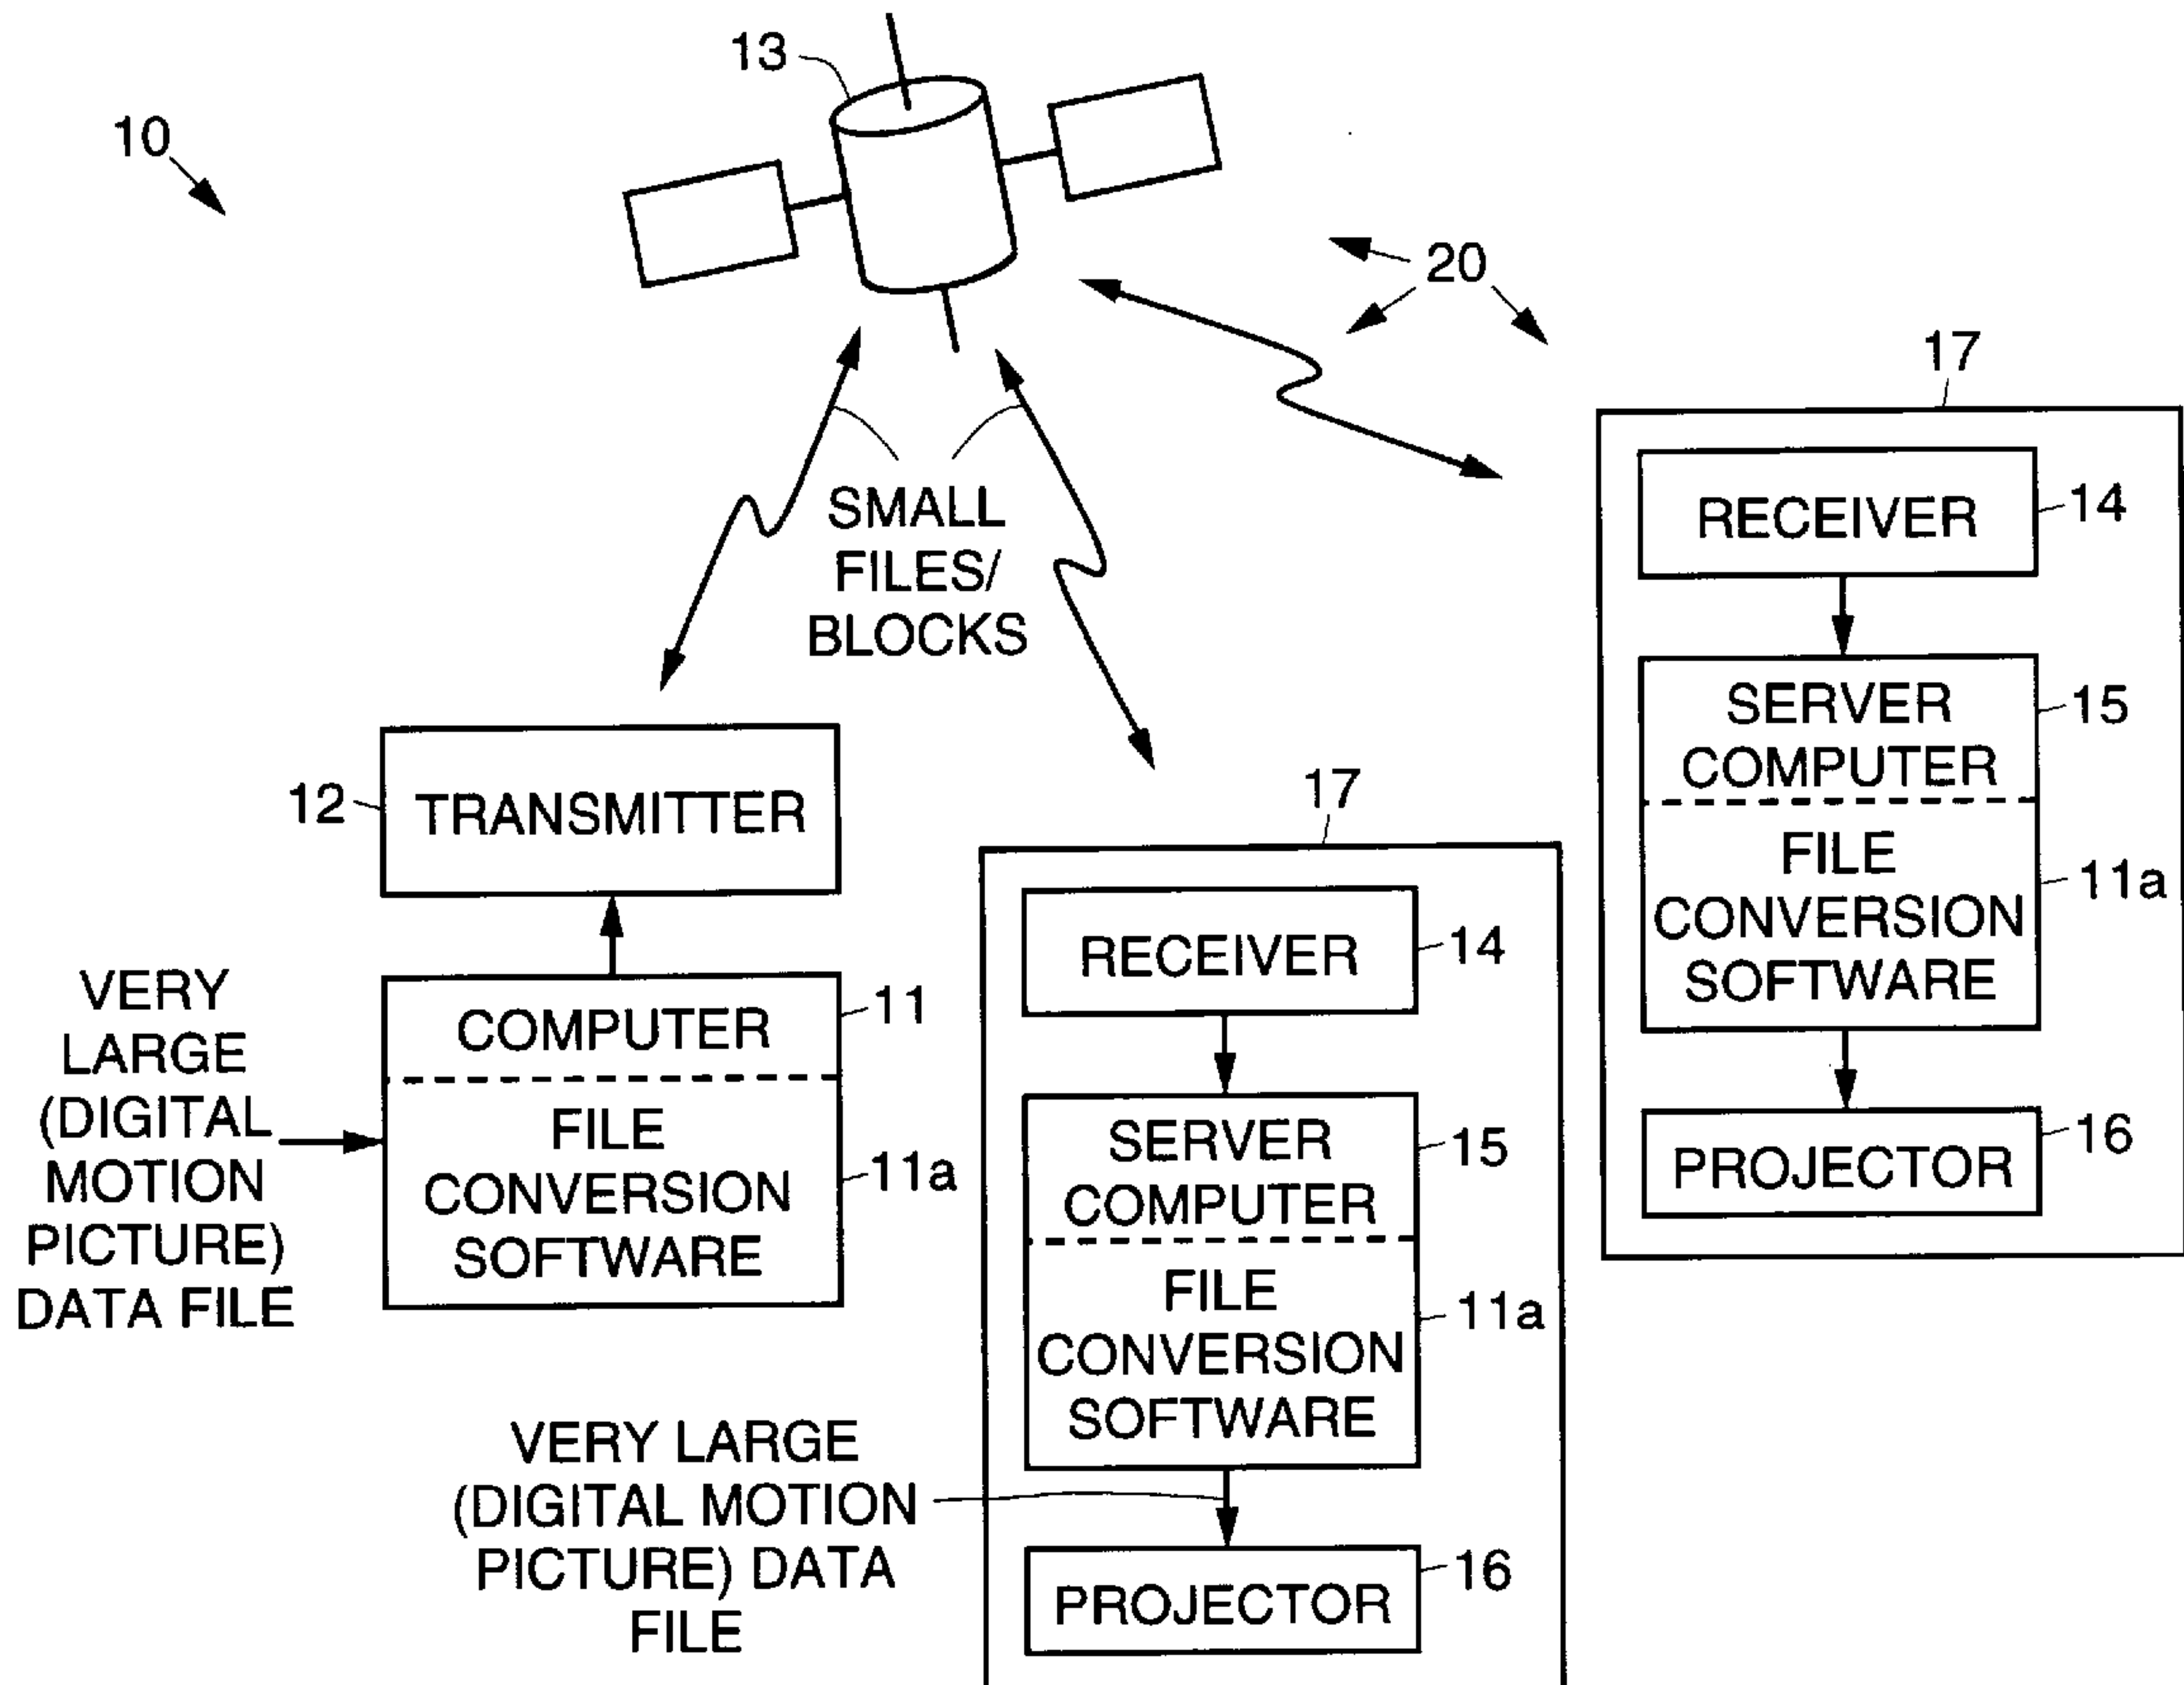 13
10
20
17
SMALL
FILES/
BLOCKS
RECEIVER
14
SERVER
COMPUTER
15
FILE
CONVERSION
SOFTWARE
11a
PROJECTOR
16
12
TRANSMITTER
VERY
LARGE
(DIGITAL
MOTION
PICTURE)
DATA FILE
COMPUTER
11
FILE
CONVERSION
SOFTWARE
11a
17
RECEIVER
14
SERVER
COMPUTER
15
FILE
CONVERSION
SOFTWARE
11a
VERY LARGE
(DIGITAL MOTION
PICTURE) DATA
FILE
PROJECTOR
16